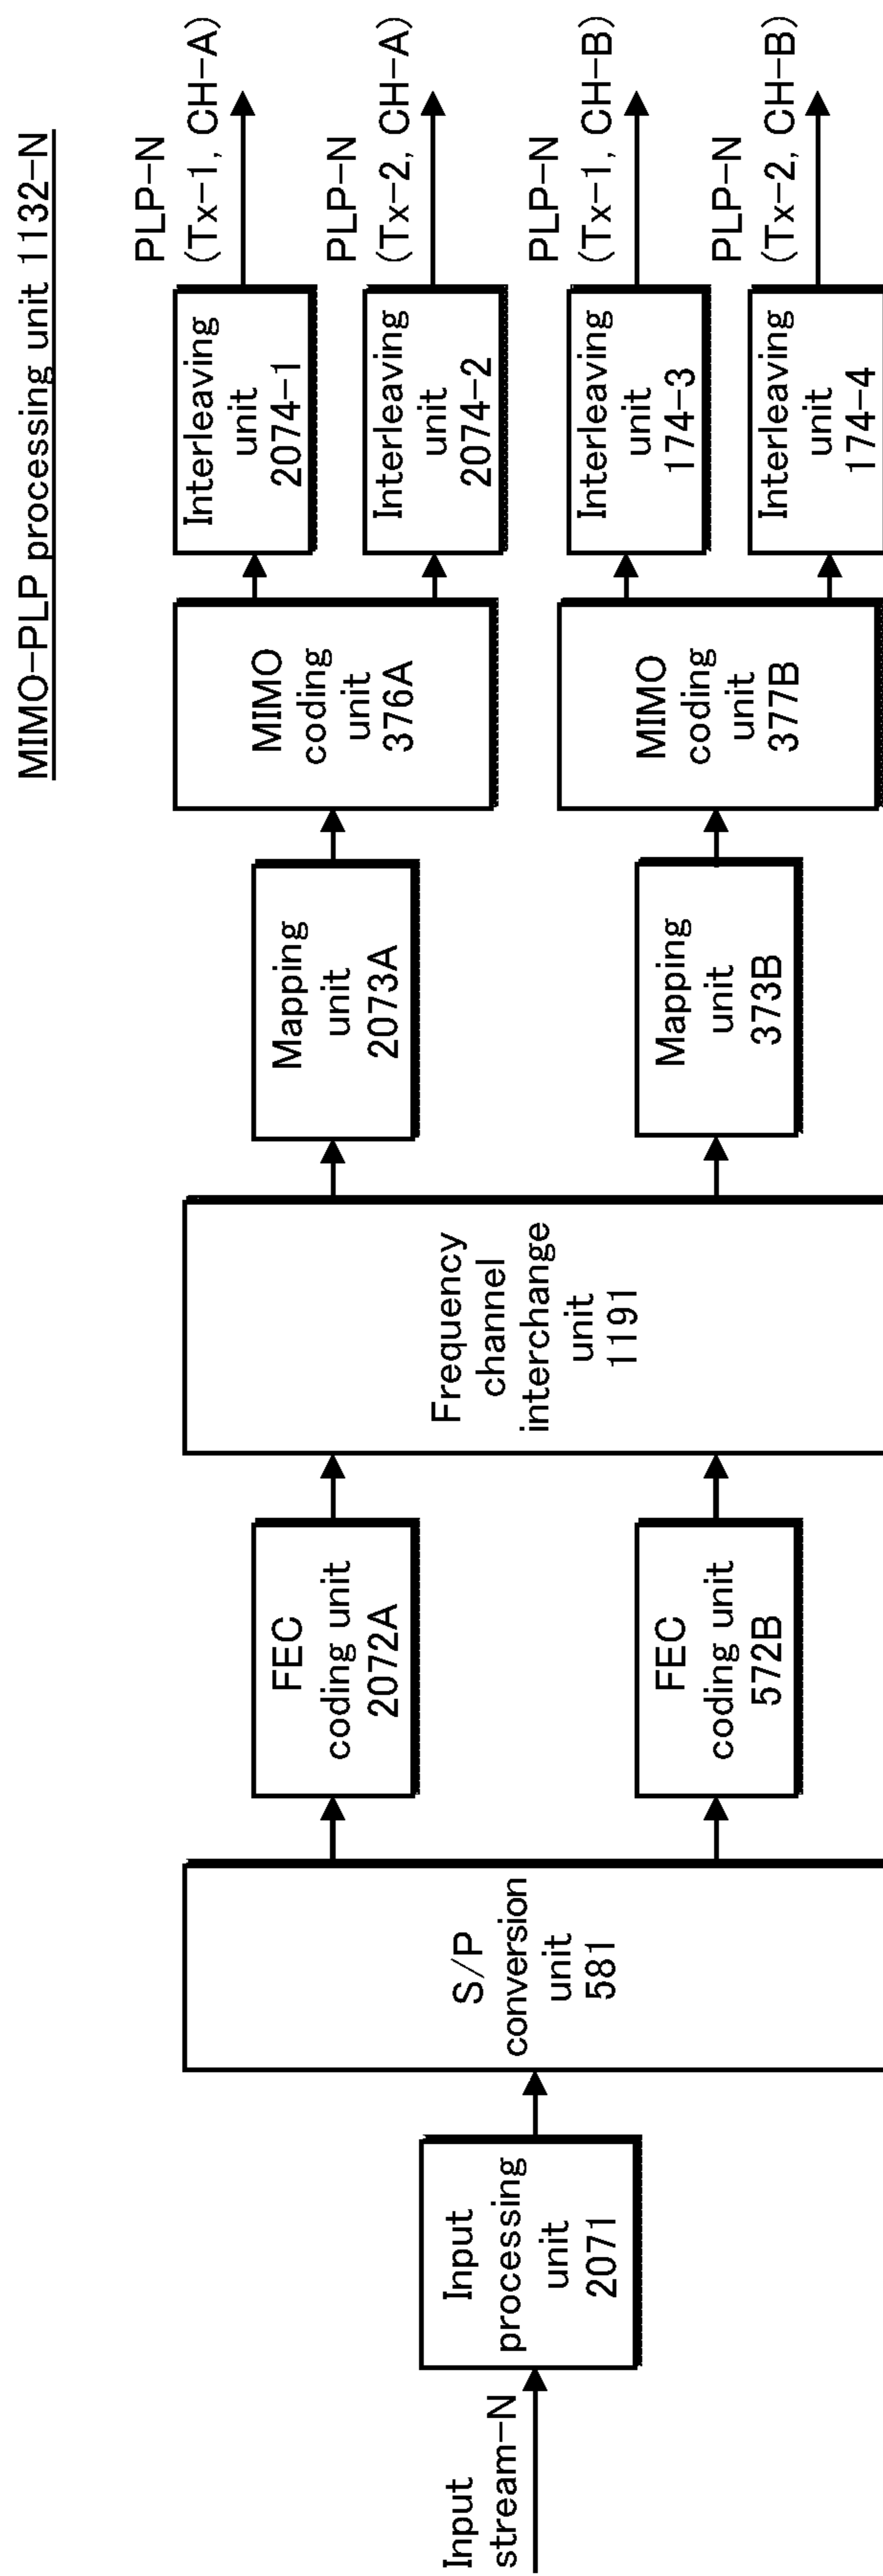 MIMO-PLP processing unit 1132-N
Input
stream-N
Input
processing
unit
2071
S/P
conversion
unit
581
FEC
coding unit
2072A
FEC
coding unit
572B
Frequency
channel
interchange
unit
1191
Mapping
unit
2073A
Mapping
unit
373B
MIMO
coding
unit
376A
MIMO
coding
unit
377B
Interleaving
unit
2074-1
Interleaving
unit
2074-2
Interleaving
unit
174-3
Interleaving
unit
174-4
PLP-N
(Tx-1, CH-A)
PLP-N
(Tx-2, CH-A)
PLP-N
(Tx-1, CH-B)
PLP-N
(Tx-2, CH-B)